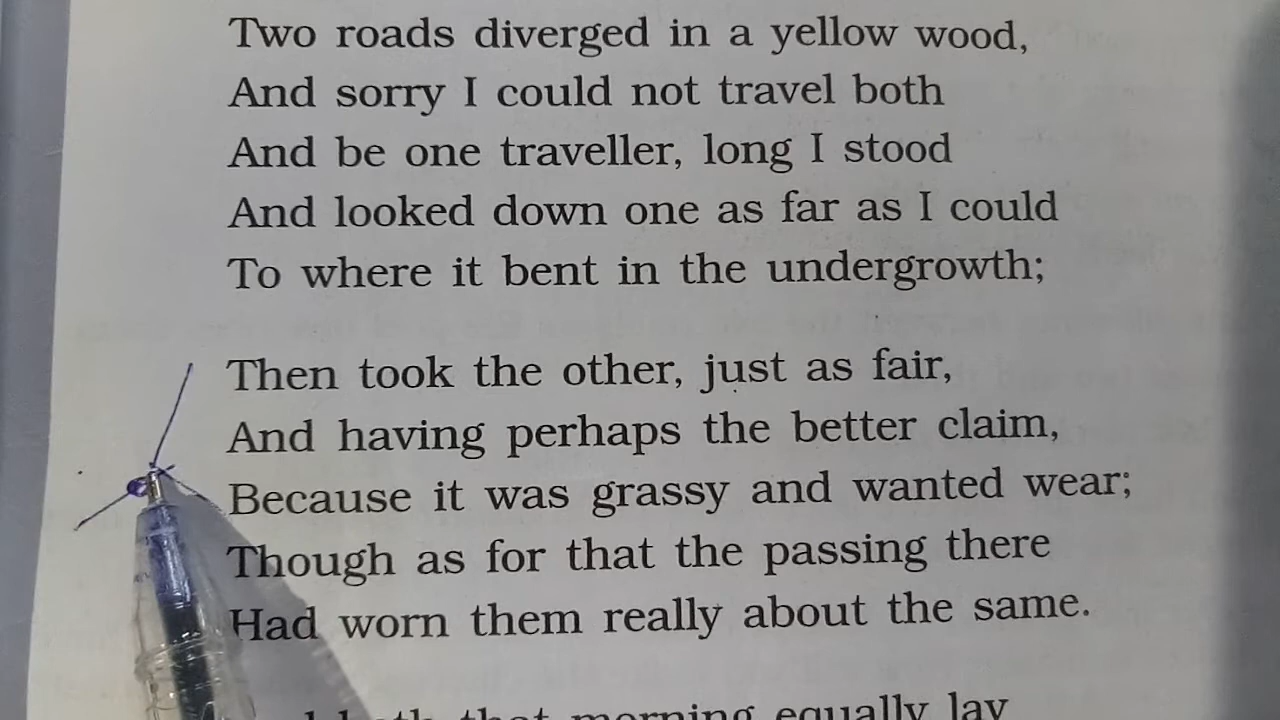 Two roads diverged in a yellow wood,
And sorry I could not travel both
And be one traveller, long I stood
And looked down one as far as I could
To where it bent in the undergrowth;
Then took the other, just as fair,
And having perhaps the better claim,
Because it was grassy and wanted wear;
Though as for that the passing there
Had worn them really about the same.
both that morning equally lay